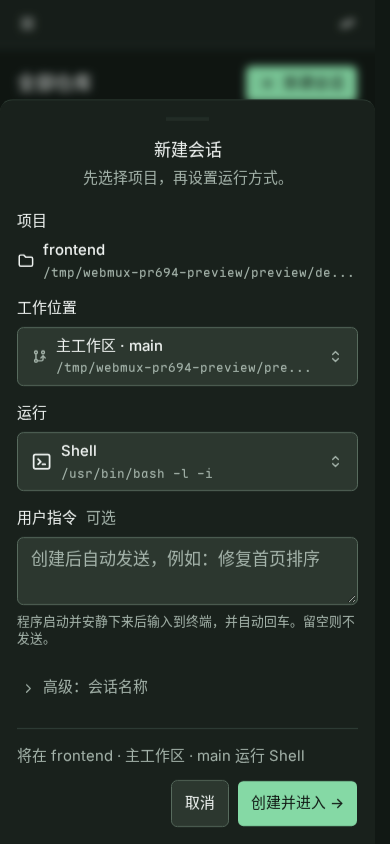 新建会话
先选择项目，再设置运行方式。
项目
frontend
/tmp/webmux-pr694-preview/preview/de...
工作位置
主工作区 · main
/tmp/webmux-pr694-preview/pre...
运行
Shell
/usr/bin/bash -l -i
用户指令 可选
创建后自动发送，例如：修复首页排序
程序启动并安静下来后输入到终端，并自动回车。留空则不
发送。
高级：会话名称
将在 frontend · 主工作区 · main 运行 Shell
取消
创建并进入 →